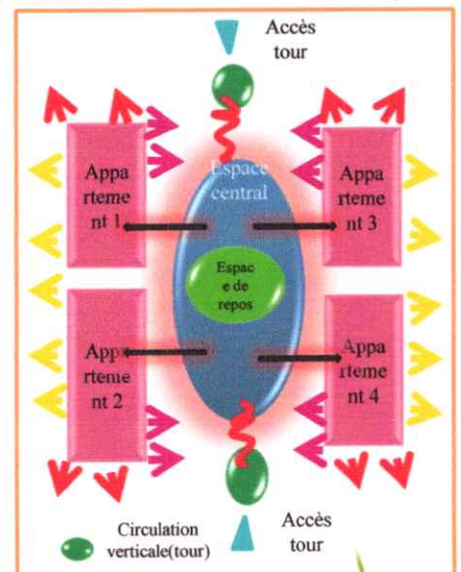 Accès
tour
Appa
rteme
nt 1
Espace
central
Appa
rteme
nt 3
Espac
e de
repos
Appa
rteme
nt 2
Appa
rteme
nt 4
Circulation
verticale(tour)
Accès
tour